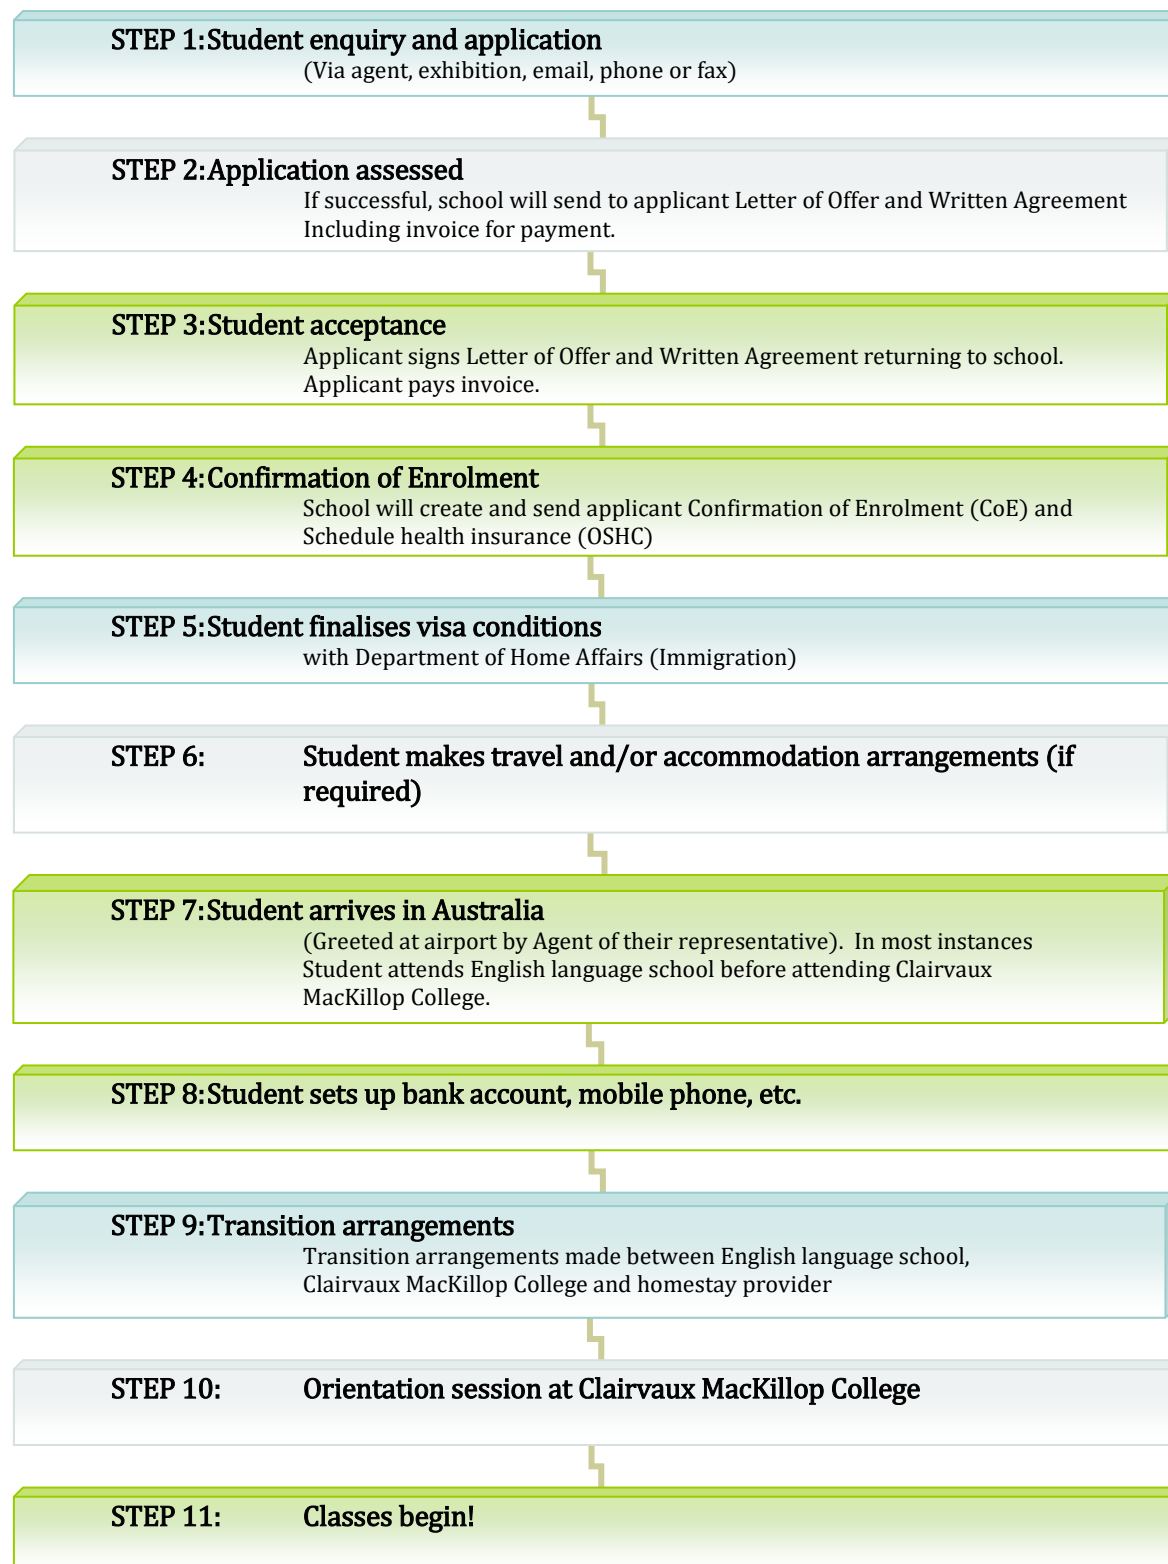 STEP 1: Student enquiry and application
(Via agent, exhibition, email, phone or fax)
STEP 2: Application assessed
If successful, school will send to applicant Letter of Offer and Written Agreement
Including invoice for payment.
STEP 3: Student acceptance
Applicant signs Letter of Offer and Written Agreement returning to school.
Applicant pays invoice.
STEP 4: Confirmation of Enrolment
School will create and send applicant Confirmation of Enrolment (CoE) and
Schedule health insurance (OSHC)
STEP 5: Student finalises visa conditions
with Department of Home Affairs (Immigration)
STEP 6: Student makes travel and/or accommodation arrangements (if
required)
STEP 7: Student arrives in Australia
(Greeted at airport by Agent of their representative). In most instances
Student attends English language school before attending Clairvaux
MacKillop College.
STEP 8: Student sets up bank account, mobile phone, etc.
STEP 9: Transition arrangements
Transition arrangements made between English language school,
Clairvaux MacKillop College and homestay provider
STEP 10: Orientation session at Clairvaux MacKillop College
STEP 11: Classes begin!